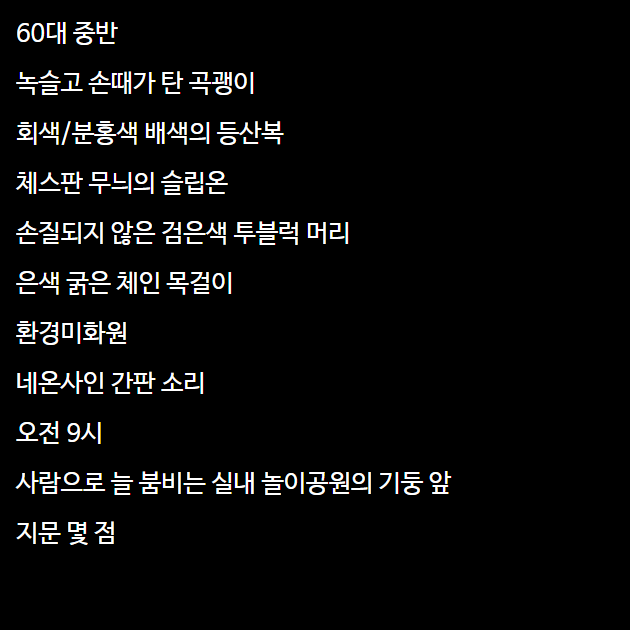 60대 중반
녹슬고 손때가 탄 곡괭이
회색/분홍색 배색의 등산복
체스판 무늬의 슬립온
손질되지 않은 검은색 투블럭 머리
은색 굵은 체인 목걸이
환경미화원
네온사인 간판 소리
오전 9시
사람으로 늘 붐비는 실내 놀이공원의 기둥 앞
지문 몇 점